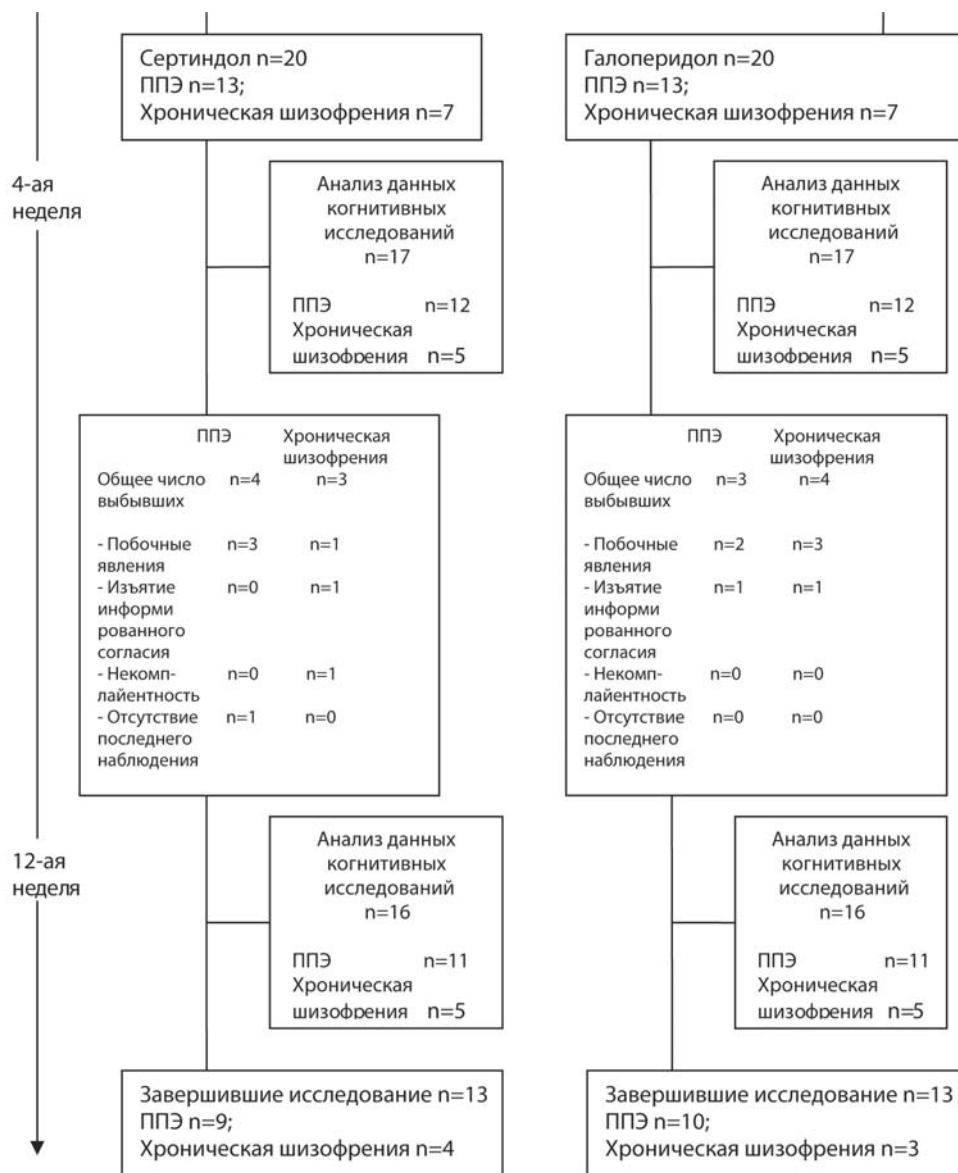 Сертиндол n=20
ППЭ n=13;
Хроническая шизофрения n=7
Галоперидол n=20
ППЭ n=13;
Хроническая шизофрения n=7
4-ая
неделя
Анализ данных
когнитивных
исследований
n=17
ППЭ n=12
Хроническая
шизофрения n=5
Анализ данных
когнитивных
исследований
n=17
ППЭ n=12
Хроническая
шизофрения n=5
ППЭ Хроническая
шизофрения
Общее число n=4 n=3
выбывших
- Побочные n=3 n=1
явления
- Изъятие n=0 n=1
информи
рованного
согласия
- Некомп-
лайентность n=0 n=1
- Отсутствие n=1 n=0
последнего
наблюдения
ППЭ Хроническая
шизофрения
Общее число n=3 n=4
выбывших
- Побочные n=2 n=3
явления
- Изъятие n=1 n=1
информи
рованного
согласия
- Некомп- n=0 n=0
лайентность
- Отсутствие n=0 n=0
последнего
наблюдения
12-ая
неделя
Анализ данных
когнитивных
исследований
n=16
ППЭ n=11
Хроническая
шизофрения n=5
Анализ данных
когнитивных
исследований
n=16
ППЭ n=11
Хроническая
шизофрения n=5
Завершившие исследование n=13
ППЭ n=9;
Хроническая шизофрения n=4
Завершившие исследование n=13
ППЭ n=10;
Хроническая шизофрения n=3